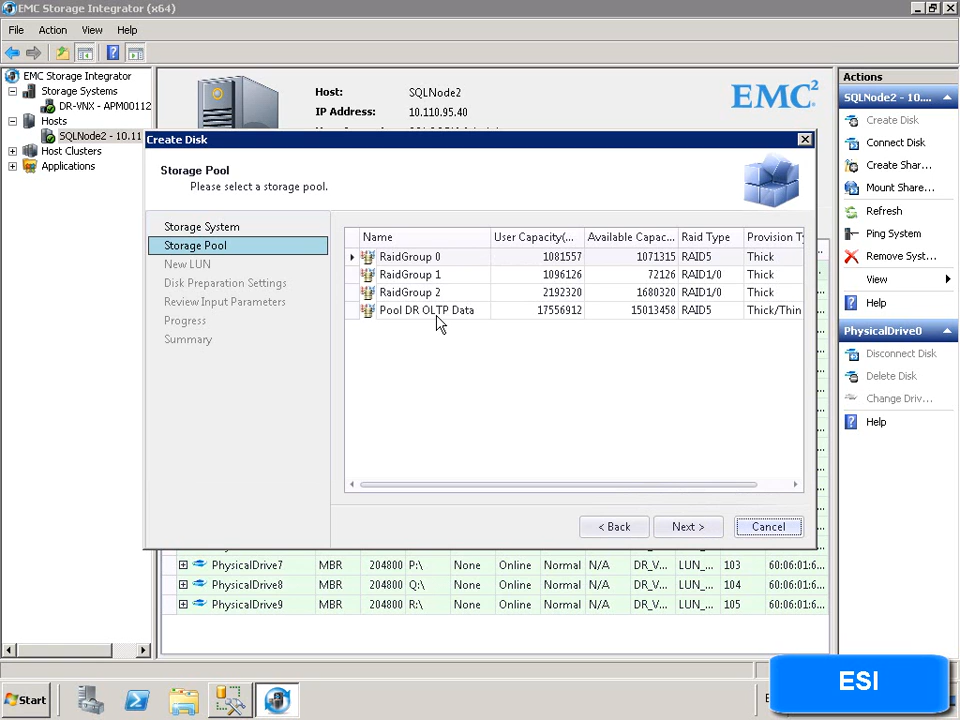 EMC Storage Integrator (x64)
File Action View Help
EMC Storage Integrator
Storage Systems
DR-VNX - APM00112
Hosts
SQLNode2 - 10.11
Host Clusters
Applications
Host: SQLNode2
IP Address: 10.110.95.40
EMC²
Create Disk
Storage Pool
Please select a storage pool.
Storage System
Storage Pool
New LUN
Disk Preparation Settings
Review Input Parameters
Progress
Summary
Name User Capacity(... Available Capac... Raid Type Provision Ty
RaidGroup 0 1081557 1071315 RAID5 Thick
RaidGroup 1 1096126 72126 RAID1/0 Thick
RaidGroup 2 2192320 1680320 RAID1/0 Thick
Pool DR OLTP Data 17556912 15013458 RAID5 Thick/Thin
< Back Next > Cancel
PhysicalDrive7 MBR 204800 P:\ None Online Normal N/A DR_V... LUN_... 103 60:06:01:6...
PhysicalDrive8 MBR 204800 Q:\ None Online Normal N/A DR_V... LUN_... 104 60:06:01:6...
PhysicalDrive9 MBR 204800 R:\ None Online Normal N/A DR_V... LUN_... 105 60:06:01:6...
Actions
SQLNode2 - 10....
Create Disk
Connect Disk
Create Shar...
Mount Share...
Refresh
Ping System
Remove Syst...
View
Help
PhysicalDrive0
Disconnect Disk
Delete Disk
Change Driv...
Help
Start
ESI